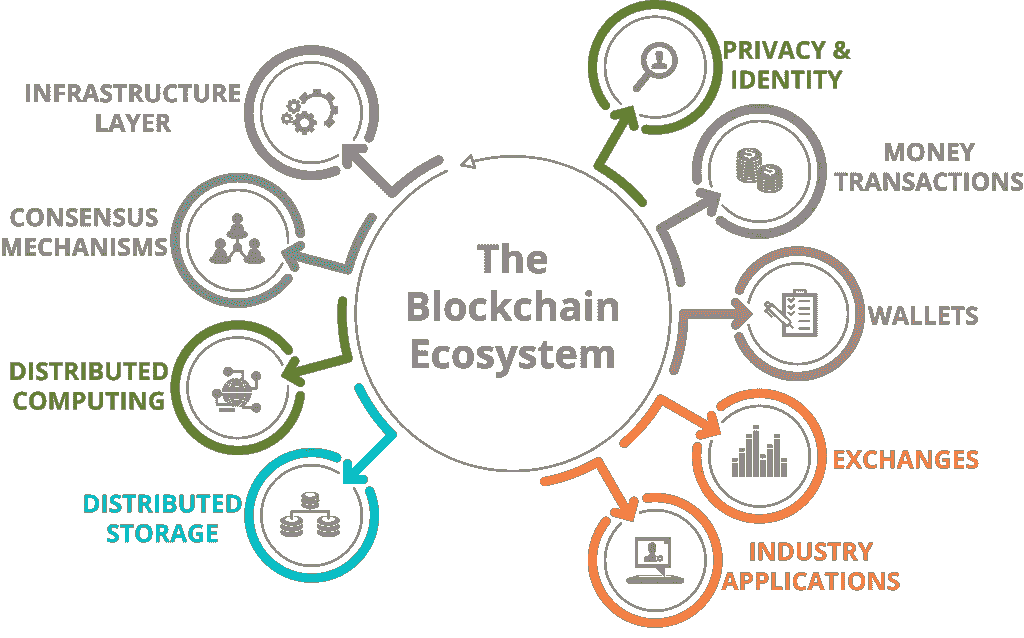 The
Blockchain
Ecosystem
PRIVACY &
IDENTITY
MONEY
TRANSACTIONS
WALLETS
EXCHANGES
INDUSTRY
APPLICATIONS
INFRASTRUCTURE
LAYER
CONSENSUS
MECHANISMS
DISTRIBUTED
COMPUTING
DISTRIBUTED
STORAGE